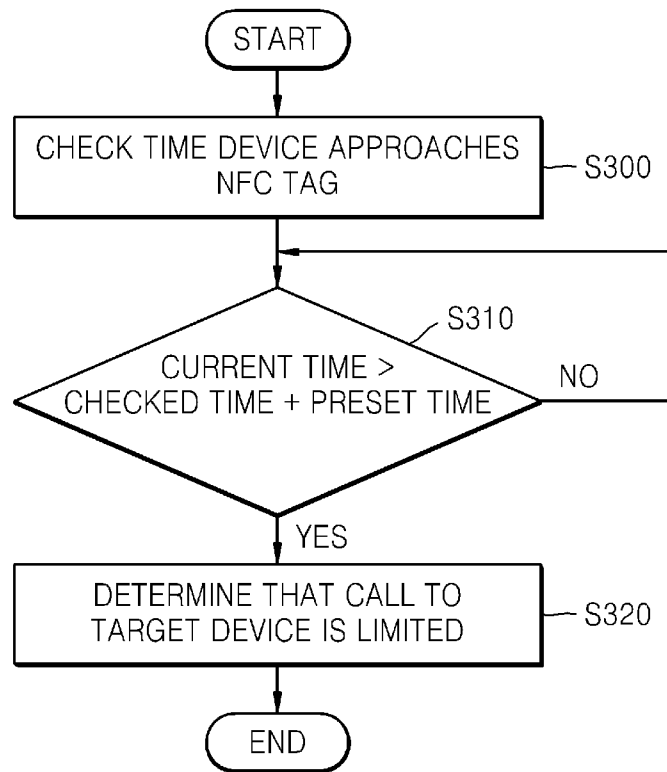 START
CHECK TIME DEVICE APPROACHES
NFC TAG
S300
S310
CURRENT TIME >
CHECKED TIME + PRESET TIME
NO
YES
DETERMINE THAT CALL TO
TARGET DEVICE IS LIMITED
S320
END